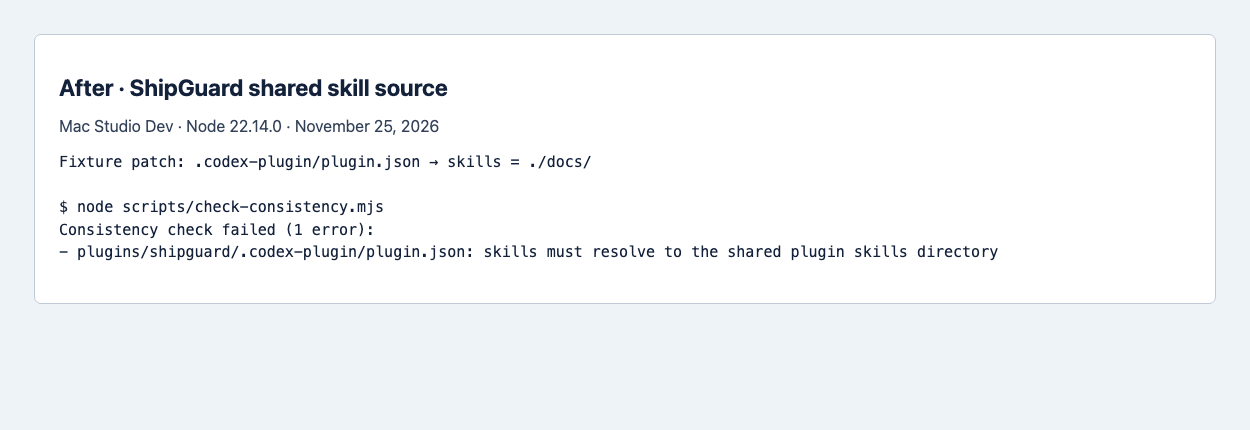 After · ShipGuard shared skill source
Mac Studio Dev · Node 22.14.0 · November 25, 2026
Fixture patch: .codex-plugin/plugin.json → skills = ./docs/
$ node scripts/check-consistency.mjs
Consistency check failed (1 error):
– plugins/shipguard/.codex-plugin/plugin.json: skills must resolve to the shared plugin skills directory